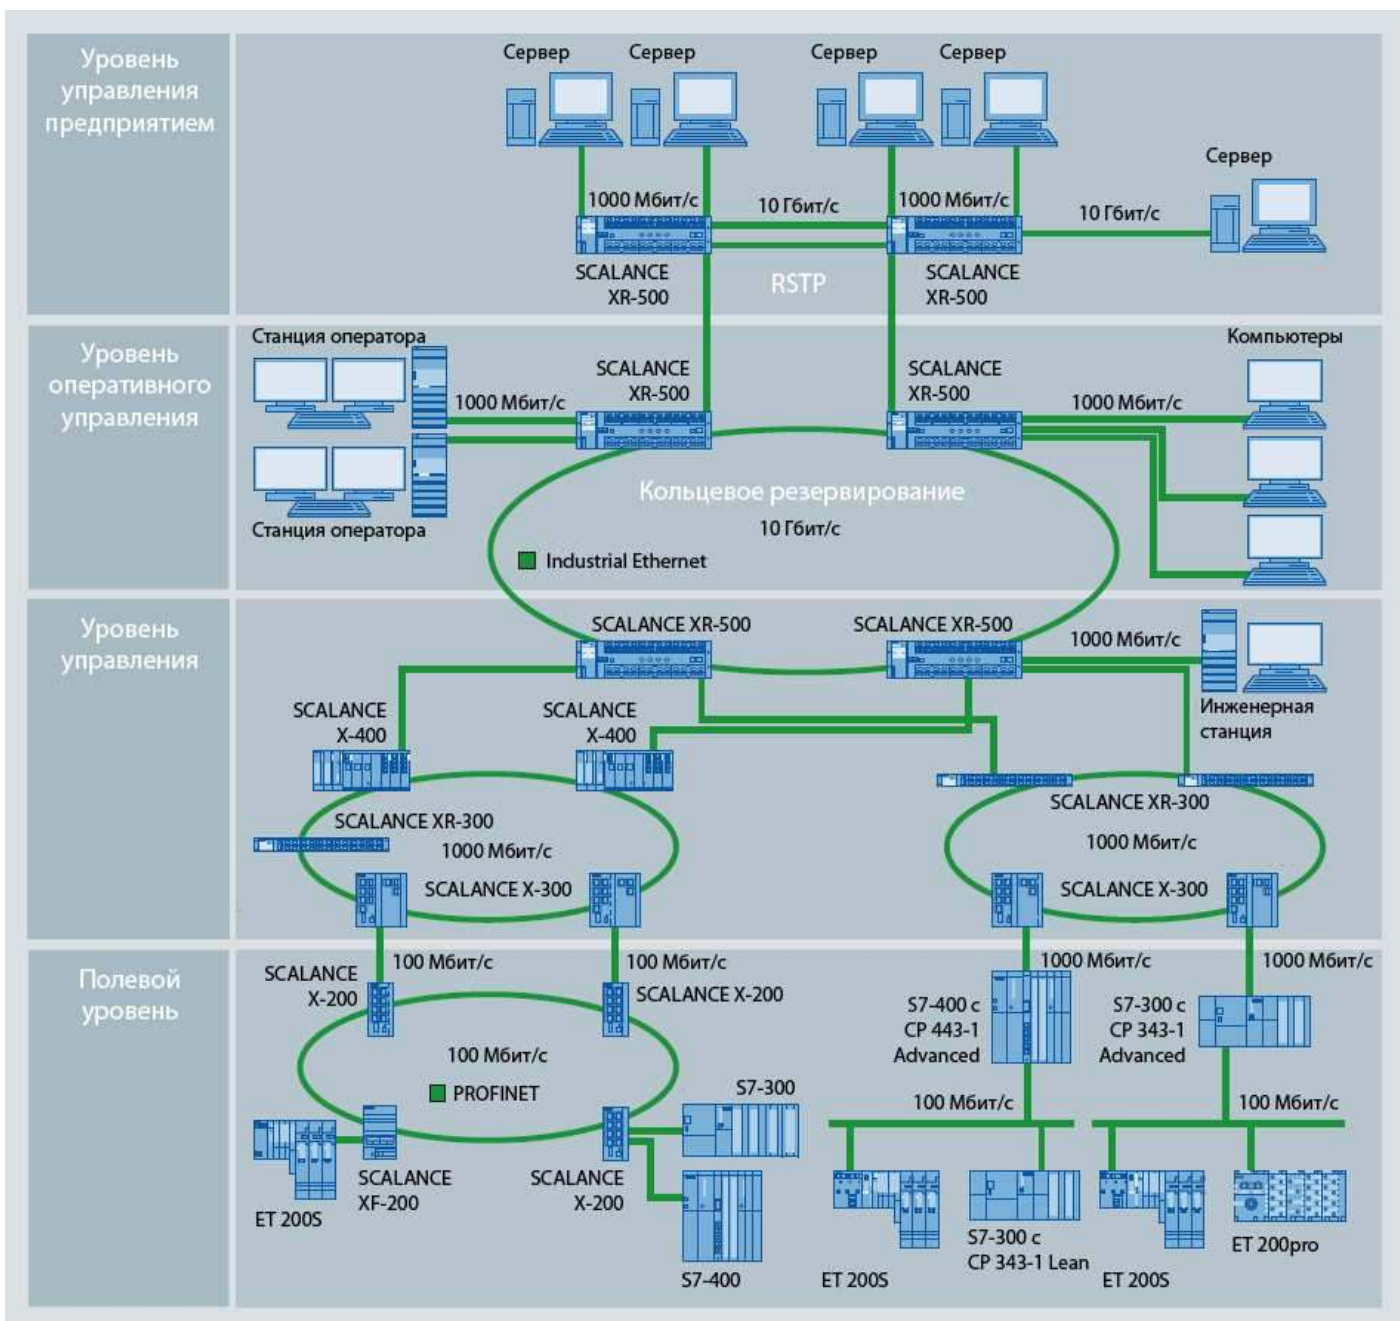 Уровень
управления
предприятием
Сервер
Сервер
Сервер
Сервер
Сервер
1000 Мбит/с
10 Гбит/с
1000 Мбит/с
10 Гбит/с
SCALANCE
XR-500
RSTP
SCALANCE
XR-500
Уровень
оперативного
управления
Станция оператора
1000 Мбит/с
SCALANCE
XR-500
SCALANCE
XR-500
1000 Мбит/с
Компьютеры
Станция оператора
Кольцевое резервирование
10 Гбит/с
Industrial Ethernet
Уровень
управления
SCALANCE XR-500
SCALANCE XR-500
1000 Мбит/с
Инженерная
станция
SCALANCE
X-400
SCALANCE
X-400
SCALANCE XR-300
1000 Мбит/с
SCALANCE X-300
SCALANCE XR-300
1000 Мбит/с
SCALANCE X-300
Полевой
уровень
100 Мбит/с
100 Мбит/с
1000 Мбит/с
1000 Мбит/с
SCALANCE
X-200
SCALANCE X-200
100 Мбит/с
PROFINET
S7-400 с
CP 443-1
Advanced
S7-300 с
CP 343-1
Advanced
100 Мбит/с
100 Мбит/с
S7-300
ET 200S
SCALANCE
XF-200
SCALANCE
X-200
S7-400
ET 200S
S7-300 с
CP 343-1 Lean
ET 200S
ET 200pro